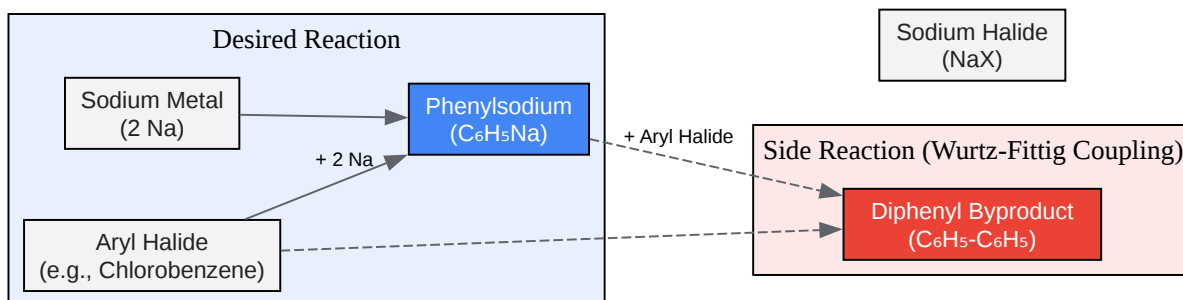 Desired Reaction
Sodium Metal
(2 Na)
Phenylsodium
(C₆H₅Na)
+ 2 Na
Aryl Halide
(e.g., Chlorobenzene)
+ Aryl Halide
Sodium Halide
(NaX)
Side Reaction (Wurtz-Fittig Coupling)
Diphenyl Byproduct
(C₆H₅-C₆H₅)